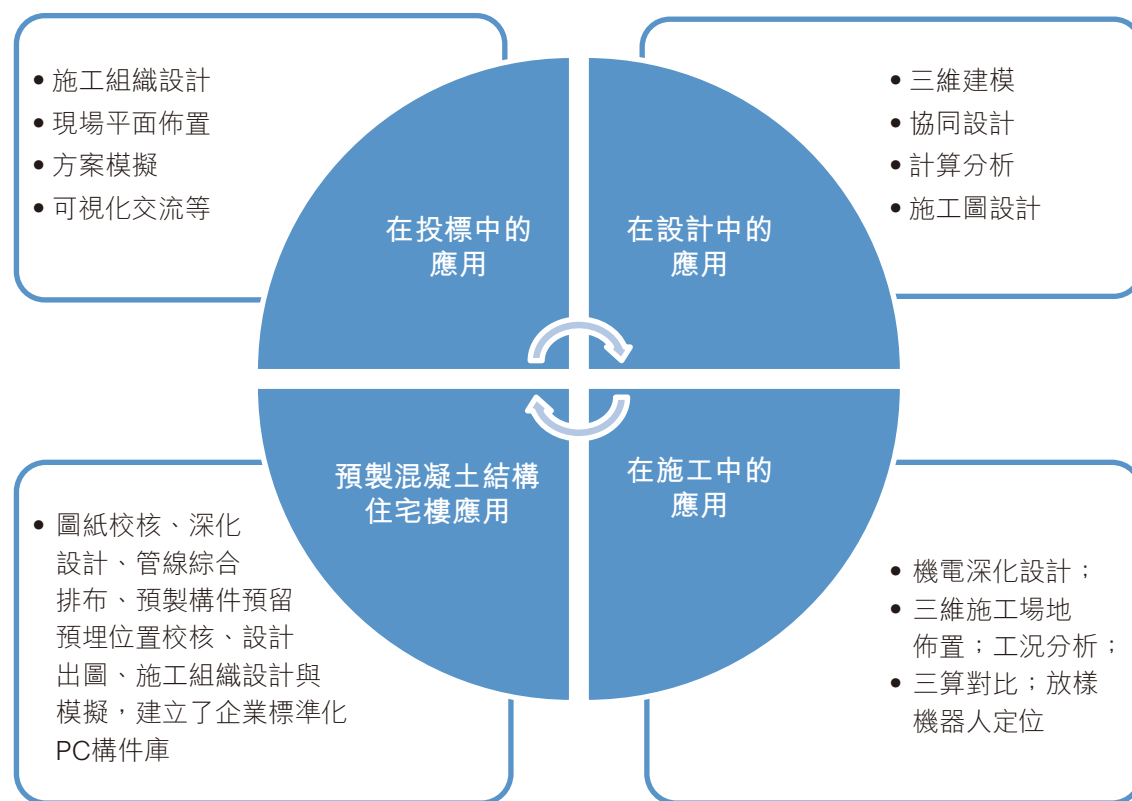 • 施工組織設計
• 現場平面佈置
• 方案模擬
• 可視化交流等
在投標中的
應用
• 三維建模
• 協同設計
• 計算分析
• 施工圖設計
在設計中的
應用
預製混凝土結構
住宅樓應用
• 圖紙校核、深化
設計、管線綜合
排布、預製構件預留
預埋位置校核、設計
出圖、施工組織設計與
模擬，建立了企業標準化
PC構件庫
在施工中的
應用
• 機電深化設計；
• 三維施工場地
佈置；工況分析；
• 三算對比；放樣
機器人定位